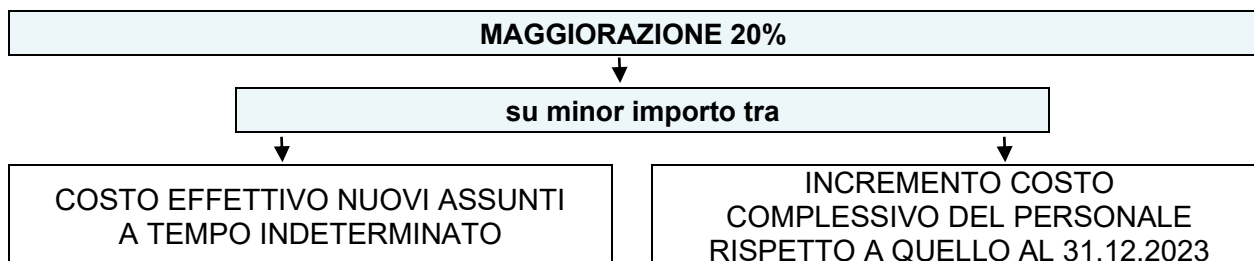 MAGGIORAZIONE 20%
su minor importo tra
COSTO EFFETTIVO NUOVI ASSUNTI
A TEMPO INDETERMINATO
INCREMENTO COSTO
COMPLESSIVO DEL PERSONALE
RISPETTO A QUELLO AL 31.12.2023